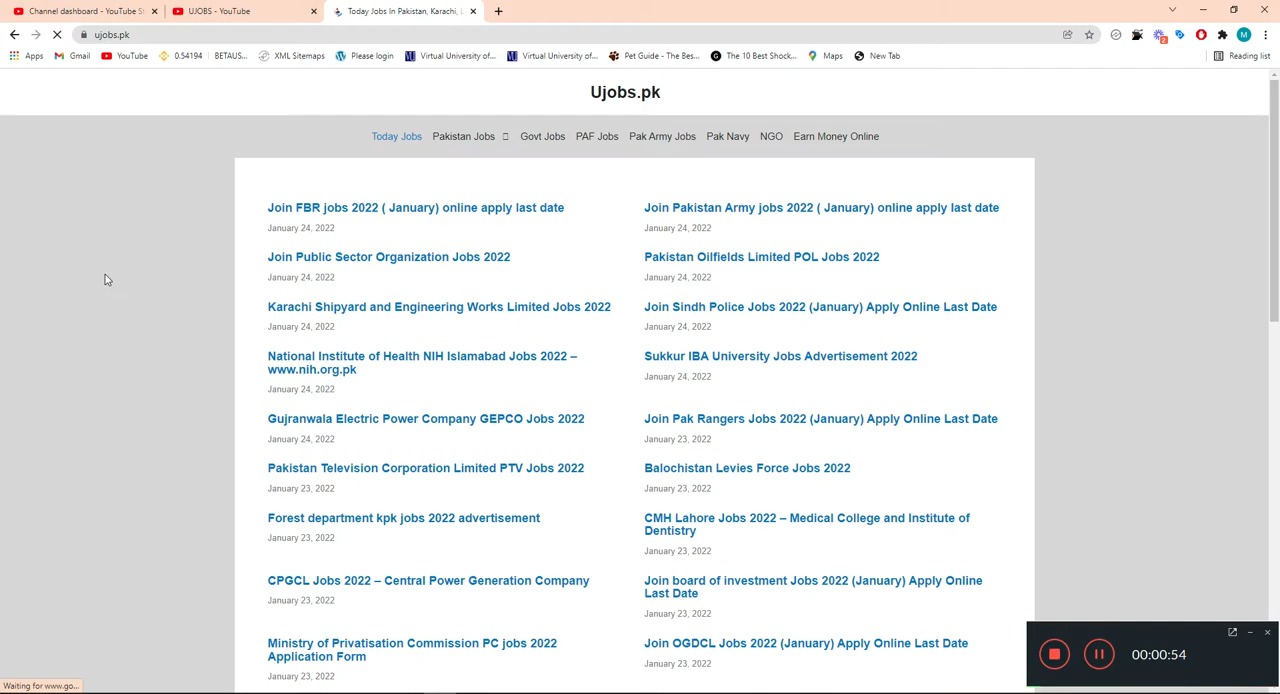 Channel dashboard - YouTube St
UJOBS - YouTube
Today Jobs In Pakistan, Karachi, L
ujobs.pk
Apps
Gmail
YouTube
0.54194 | BETAUS...
XML Sitemaps
Please login
Virtual University of...
Virtual University of...
Pet Guide - The Bes...
The 10 Best Shock...
Maps
New Tab
Reading list
Ujobs.pk
Today Jobs
Pakistan Jobs
Govt Jobs
PAF Jobs
Pak Army Jobs
Pak Navy
NGO
Earn Money Online
Join FBR jobs 2022 ( January) online apply last date
January 24, 2022
Join Pakistan Army jobs 2022 ( January) online apply last date
January 24, 2022
Join Public Sector Organization Jobs 2022
January 24, 2022
Pakistan Oilfields Limited POL Jobs 2022
January 24, 2022
Karachi Shipyard and Engineering Works Limited Jobs 2022
January 24, 2022
Join Sindh Police Jobs 2022 (January) Apply Online Last Date
January 24, 2022
National Institute of Health NIH Islamabad Jobs 2022 –
www.nih.org.pk
January 24, 2022
Sukkur IBA University Jobs Advertisement 2022
January 24, 2022
Gujranwala Electric Power Company GEPCO Jobs 2022
January 24, 2022
Join Pak Rangers Jobs 2022 (January) Apply Online Last Date
January 23, 2022
Pakistan Television Corporation Limited PTV Jobs 2022
January 23, 2022
Balochistan Levies Force Jobs 2022
January 23, 2022
Forest department kpk jobs 2022 advertisement
January 23, 2022
CMH Lahore Jobs 2022 – Medical College and Institute of
Dentistry
January 23, 2022
CPGCL Jobs 2022 – Central Power Generation Company
January 23, 2022
Join board of investment Jobs 2022 (January) Apply Online
Last Date
January 23, 2022
Ministry of Privatisation Commission PC jobs 2022
Application Form
January 23, 2022
Join OGDCL Jobs 2022 (January) Apply Online Last Date
January 23, 2022
00:00:54
Waiting for www.go...
M
2